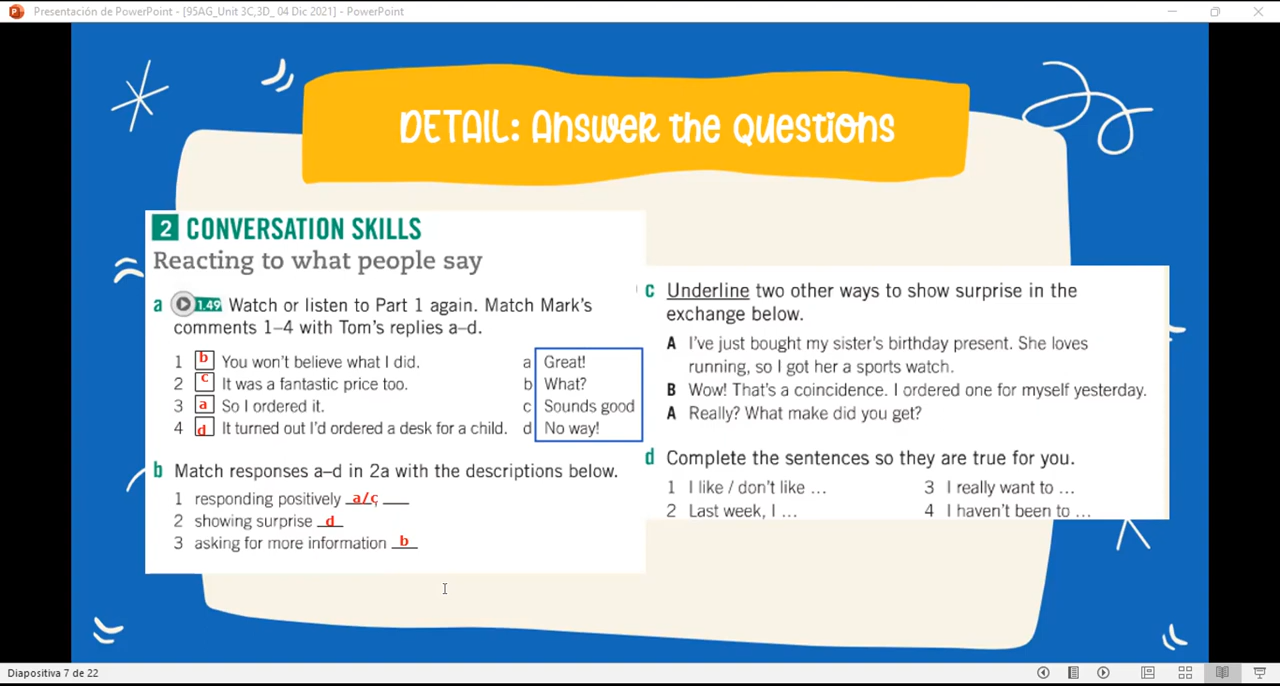 Presentación de PowerPoint - [95AG_Unit 3C,3D_ 04 Dic 2021] - PowerPoint
DETAIL: Answer the questions
2 CONVERSATION SKILLS
Reacting to what people say
a 1.49 Watch or listen to Part 1 again. Match Mark's
comments 1–4 with Tom's replies a–d.
1 b You won't believe what I did. a Great!
2 c It was a fantastic price too. b What?
3 a So I ordered it. c Sounds good
4 d It turned out I'd ordered a desk for a child. d No way!
b Match responses a–d in 2a with the descriptions below.
1 responding positively a/c ___
2 showing surprise d
3 asking for more information b
c Underline two other ways to show surprise in the
exchange below.
A I've just bought my sister's birthday present. She loves
running, so I got her a sports watch.
B Wow! That's a coincidence. I ordered one for myself yesterday.
A Really? What make did you get?
d Complete the sentences so they are true for you.
1 I like / don't like … 3 I really want to …
2 Last week, I … 4 I haven't been to …
Diapositiva 7 de 22